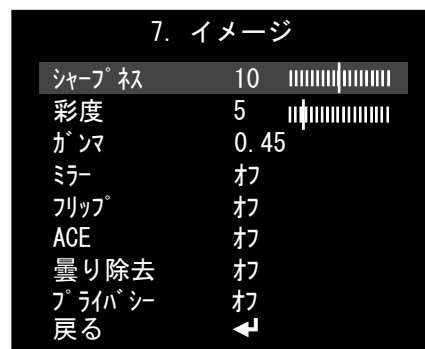 7. イメージ
ｼｬｰﾌﾟﾈｽ 10
彩度 5
ｶﾞﾝﾏ 0.45
ﾐﾗｰ ｵﾌ
ﾌﾘｯﾌﾟ ｵﾌ
ACE ｵﾌ
曇り除去 ｵﾌ
ﾌﾟﾗｲﾊﾞｼｰ ｵﾌ
戻る ↵